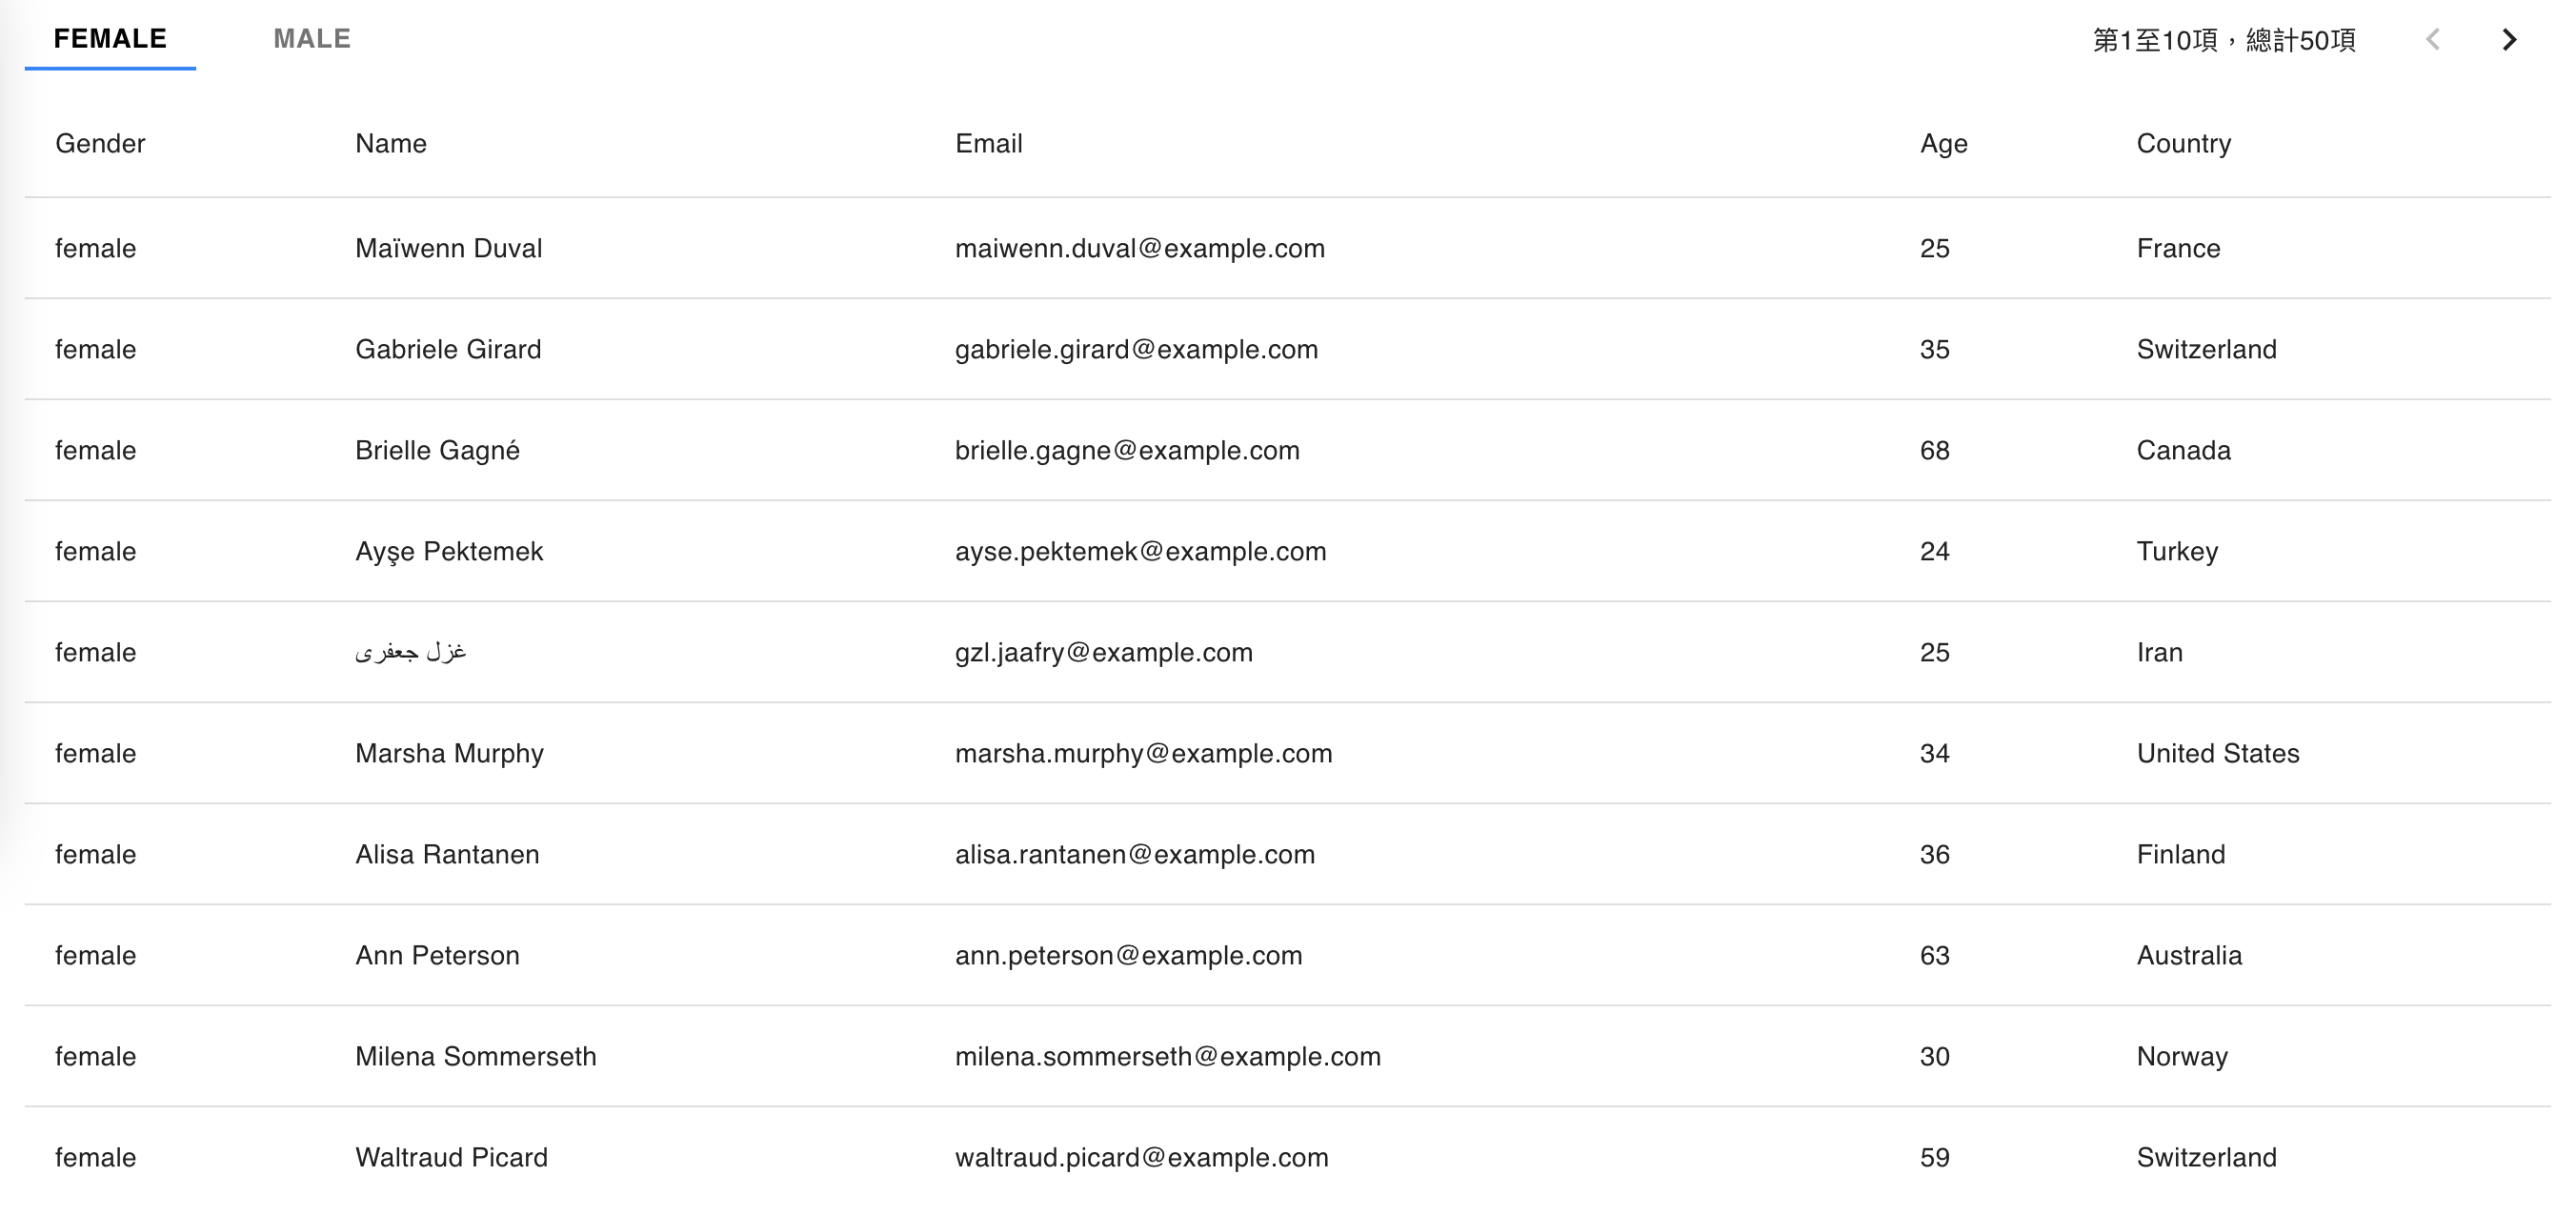 FEMALE MALE 第1至10項，總計50項
Gender Name Email Age Country
female Maïwenn Duval maiwenn.duval@example.com 25 France
female Gabriele Girard gabriele.girard@example.com 35 Switzerland
female Brielle Gagné brielle.gagne@example.com 68 Canada
female Ayşe Pektemek ayse.pektemek@example.com 24 Turkey
female غزل جعفری gzl.jaafry@example.com 25 Iran
female Marsha Murphy marsha.murphy@example.com 34 United States
female Alisa Rantanen alisa.rantanen@example.com 36 Finland
female Ann Peterson ann.peterson@example.com 63 Australia
female Milena Sommerseth milena.sommerseth@example.com 30 Norway
female Waltraud Picard waltraud.picard@example.com 59 Switzerland